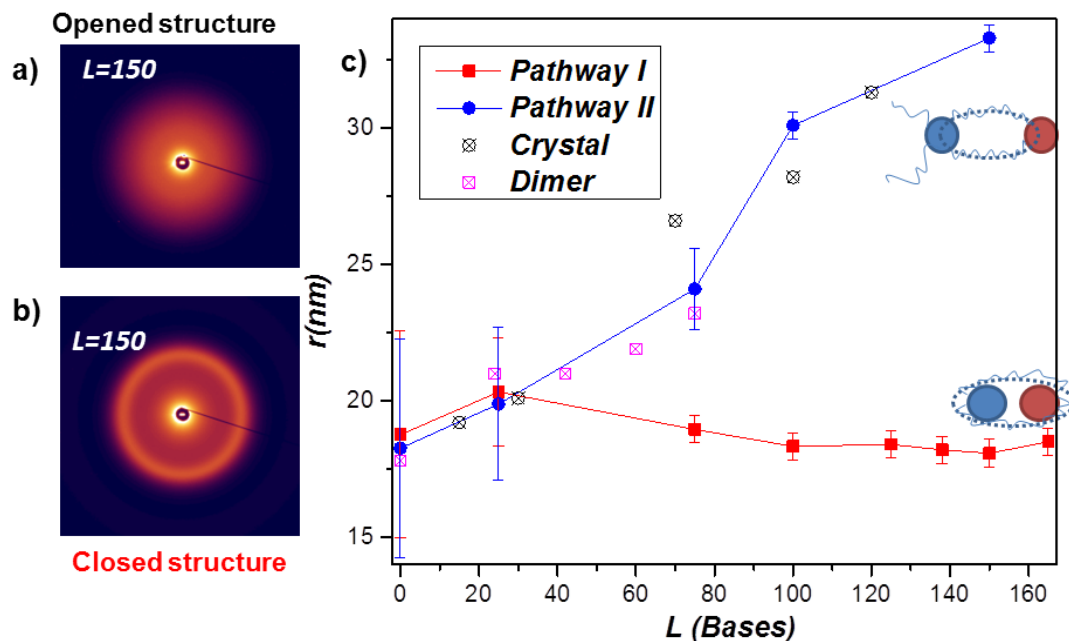 Opened structure
a)
L=150
b)
L=150
Closed structure
c)
Pathway I
Pathway II
Crystal
Dimer
r(nm)
30
25
20
15
0
20
40
60
80
100
120
140
160
L (Bases)